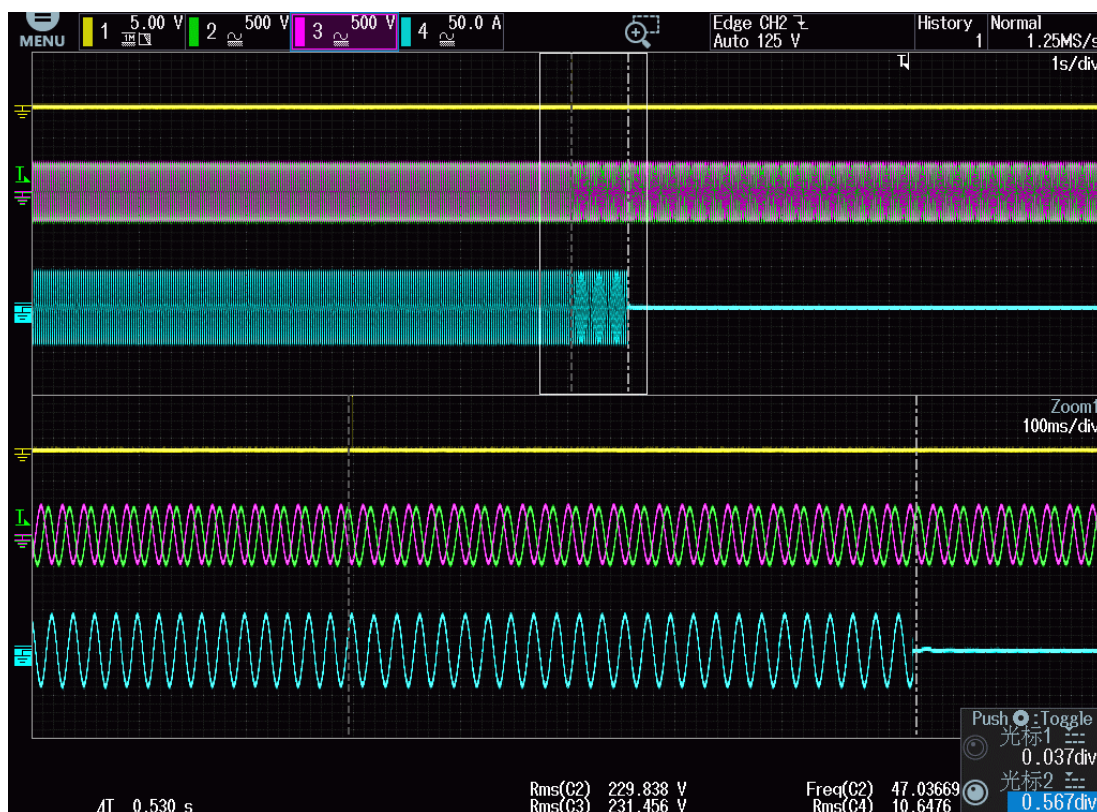 MENU
1 5.00 V
1M
2 500 V
3 500 V
4 50.0 A
Edge CH2
Auto 125 V
History
1
Normal
1.25MS/s
T
1s/div
T
Zoom1
100ms/div
T
Push :Toggle
光标1
0.037div
光标2
0.567div
ΔT 0.530 s
Rms(C2) 229.838 V
Rms(C3) 231.456 V
Freq(C2) 47.03669
Rms(C4) 10.6476